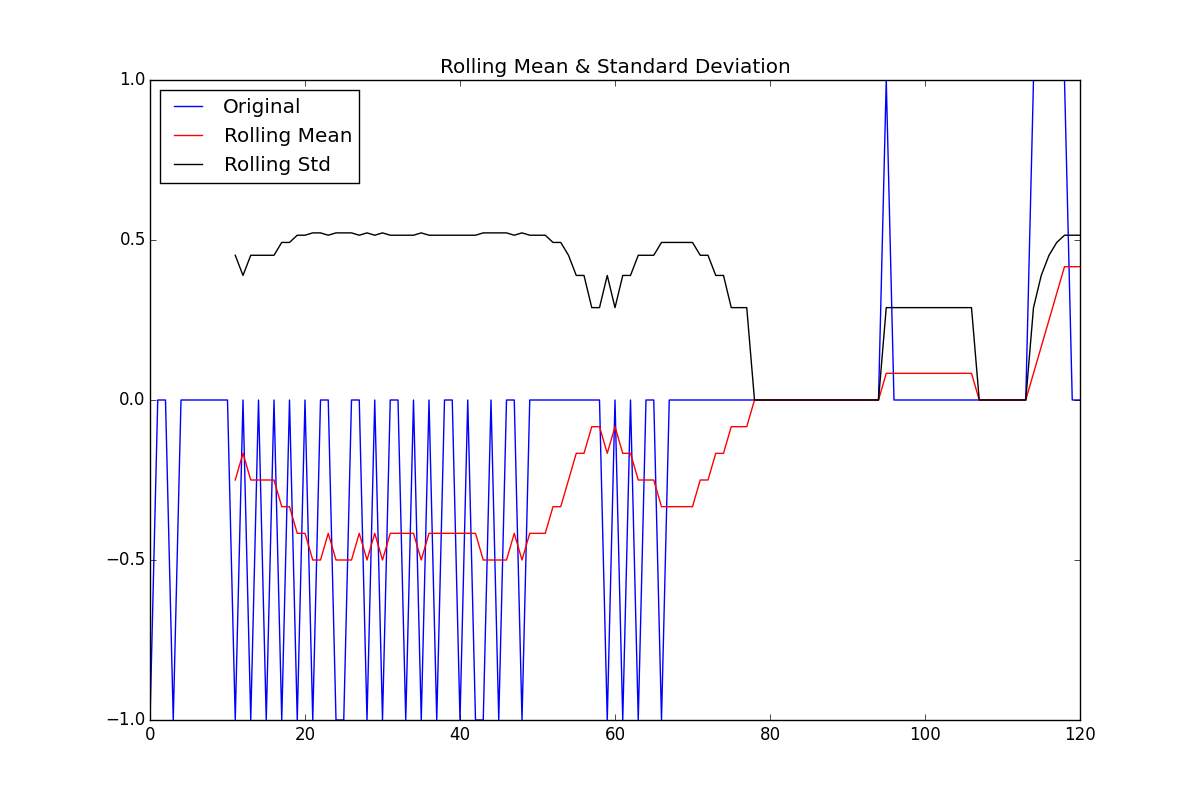 Rolling Mean & Standard Deviation
1.0
Original
Rolling Mean
Rolling Std
0.5
0.0
−0.5
−1.0
0 20 40 60 80 100 120